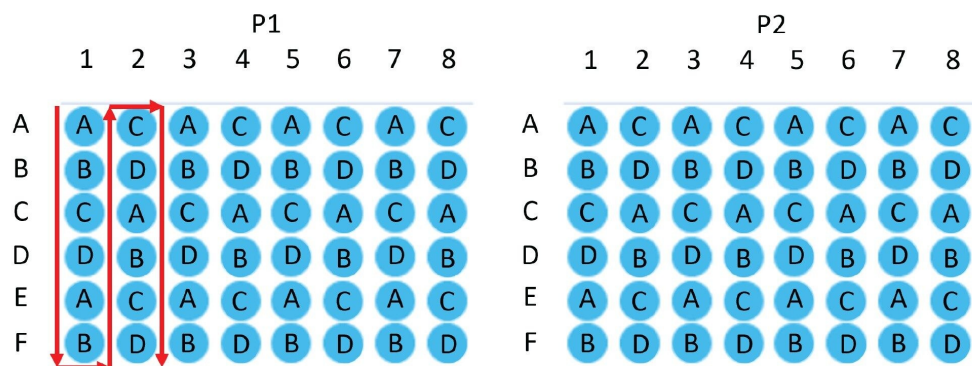 P1 P2
1 2 3 4 5 6 7 8 1 2 3 4 5 6 7 8
A A C A C A C A C A A C A C A C A C
B B D B D B D B D B B D B D B D B D
C C A C A C A C A C C A C A C A C A
D D B D B D B D B D D B D B D B D B
E A C A C A C A C E A C A C A C A C
F B D B D B D B D F B D B D B D B D